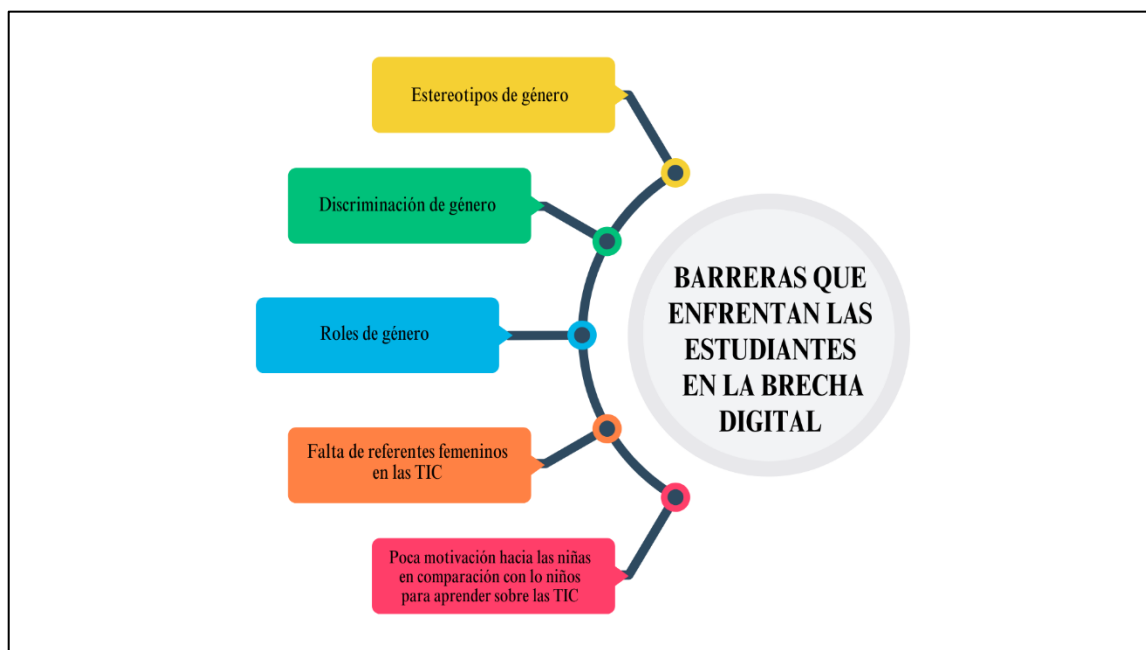 Estereotipos de género
Discriminación de género
Roles de género
Falta de referentes femeninos
en las TIC
Poca motivación hacia las niñas
en comparación con lo niños
para aprender sobre las TIC
BARRERAS QUE
ENFRENTAN LAS
ESTUDIANTES
EN LA BRECHA
DIGITAL